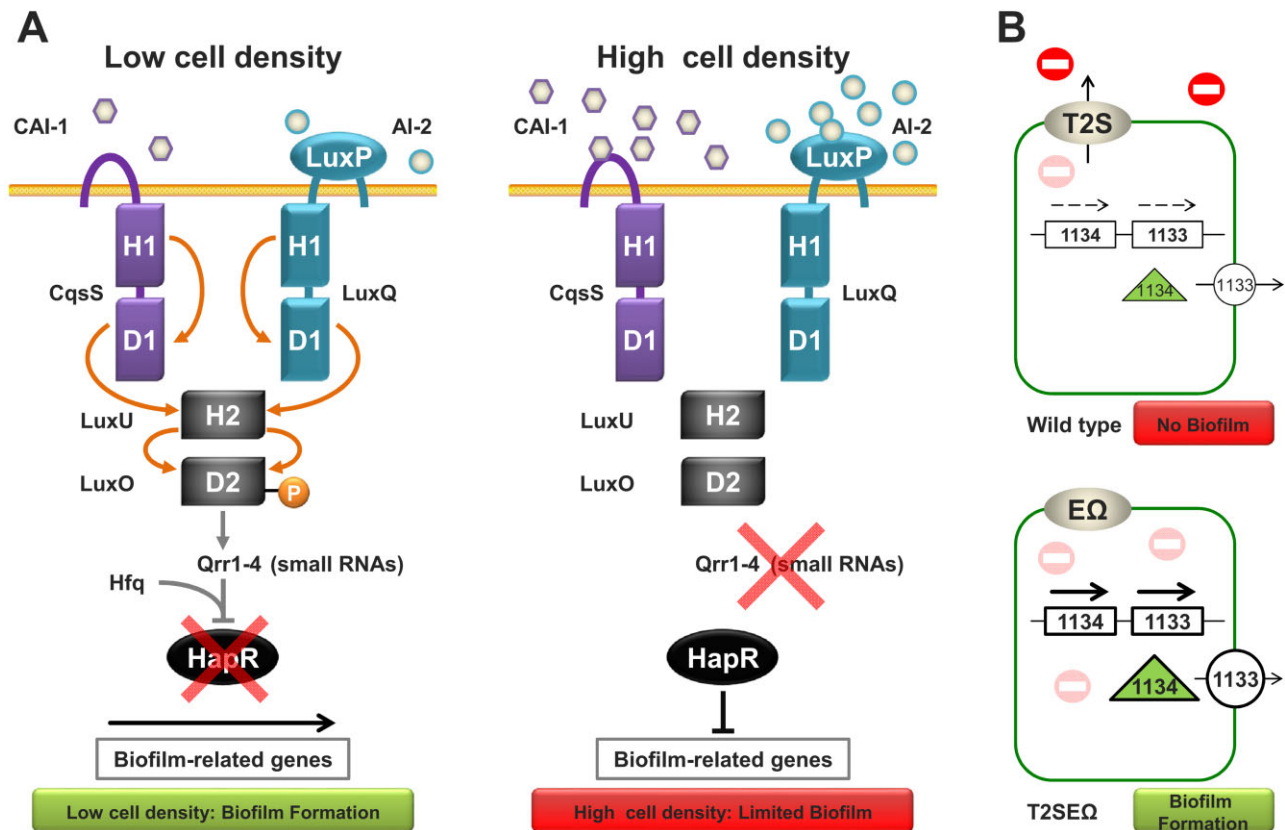 A
Low cell density
CAI-1
AI-2
LuxP
H1
H1
CqsS
LuxQ
D1
D1
LuxU
H2
LuxO
D2
P
Qrr1-4 (small RNAs)
Hfq
HapR
Biofilm-related genes
Low cell density: Biofilm Formation
High cell density
CAI-1
AI-2
LuxP
H1
H1
CqsS
LuxQ
D1
D1
LuxU
H2
LuxO
D2
Qrr1-4 (small RNAs)
HapR
Biofilm-related genes
High cell density: Limited Biofilm
B
T2S
1134
1133
1134
1133
Wild type
No Biofilm
EΩ
1134
1133
1134
1133
T2SEΩ
Biofilm
Formation